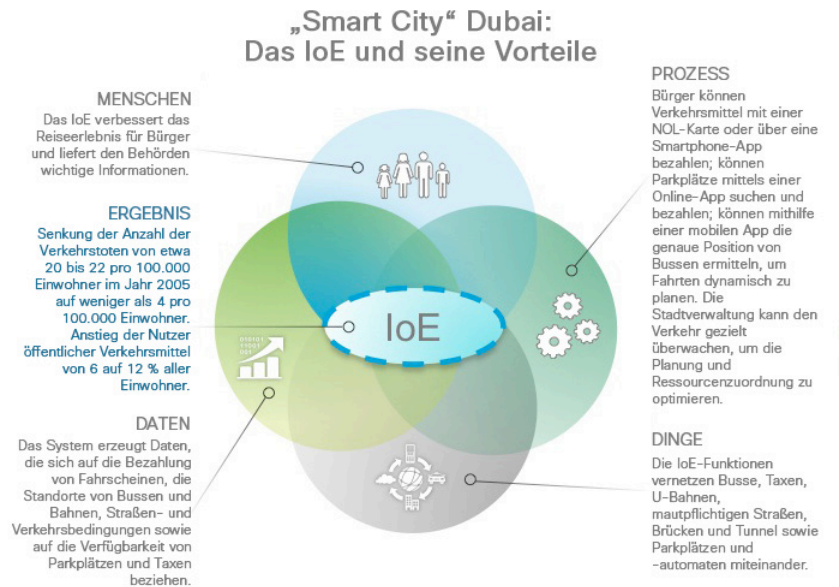 „Smart City“ Dubai:
Das IoE und seine Vorteile
MENSCHEN
Das IoE verbessert das
Reiseerlebnis für Bürger
und liefert den Behörden
wichtige Informationen.
ERGEBNIS
Senkung der Anzahl der
Verkehrstoten von etwa
20 bis 22 pro 100.000
Einwohner im Jahr 2005
auf weniger als 4 pro
100.000 Einwohner.
Anstieg der Nutzer
öffentlicher Verkehrsmittel
von 6 auf 12 % aller
Einwohner.
DATEN
Das System erzeugt Daten,
die sich auf die Bezahlung
von Fahrscheinen, die
Standorte von Bussen und
Bahnen, Straßen- und
Verkehrsbedingungen sowie
auf die Verfügbarkeit von
Parkplätzen und Taxen
beziehen.
010101
11001
001
IoE
PROZESS
Bürger können
Verkehrsmittel mit einer
NOL-Karte oder über eine
Smartphone-App
bezahlen; können
Parkplätze mittels einer
Online-App suchen und
bezahlen; können mithilfe
einer mobilen App die
genaue Position von
Bussen ermitteln, um
Fahrten dynamisch zu
planen. Die
Stadtverwaltung kann den
Verkehr gezielt
überwachen, um die
Planung und
Ressourcenzuordnung zu
optimieren.
DINGE
Die IoE-Funktionen
vernetzen Busse, Taxen,
U-Bahnen,
mautpflichtigen Straßen,
Brücken und Tunnel sowie
Parkplätzen und
-automaten miteinander.